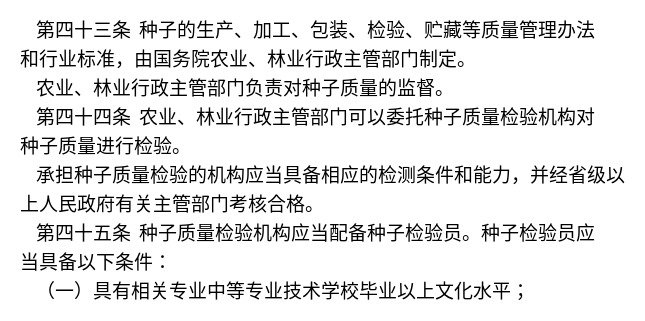 第四十三条 种子的生产、加工、包装、检验、贮藏等质量管理办法
和行业标准，由国务院农业、林业行政主管部门制定。
农业、林业行政主管部门负责对种子质量的监督。
第四十四条 农业、林业行政主管部门可以委托种子质量检验机构对
种子质量进行检验。
承担种子质量检验的机构应当具备相应的检测条件和能力，并经省级以
上人民政府有关主管部门考核合格。
第四十五条 种子质量检验机构应当配备种子检验员。种子检验员应
当具备以下条件：
（一）具有相关专业中等专业技术学校毕业以上文化水平；